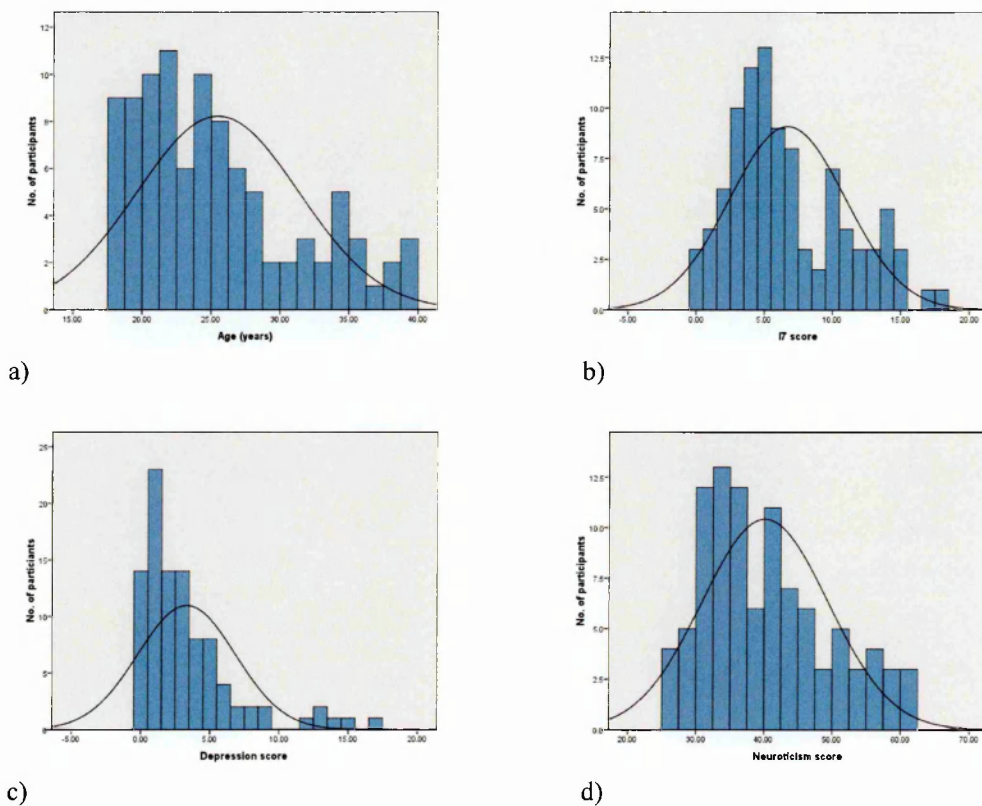 12
10
8
6
4
2
0
No. of participants
15.00 20.00 25.00 30.00 35.00 40.00
Age (years)
a)
12.5
10.0
7.5
5.0
2.5
0.0
No. of participants
-5.00 0.00 5.00 10.00 15.00 20.00
I7 score
b)
25
20
15
10
5
0
No. of particiants
-5.00 0.00 5.00 10.00 15.00 20.00
Depression score
c)
12.5
10.0
7.5
5.0
2.5
0.0
No. of participants
20.00 30.00 40.00 50.00 60.00 70.00
Neuroticism score
d)